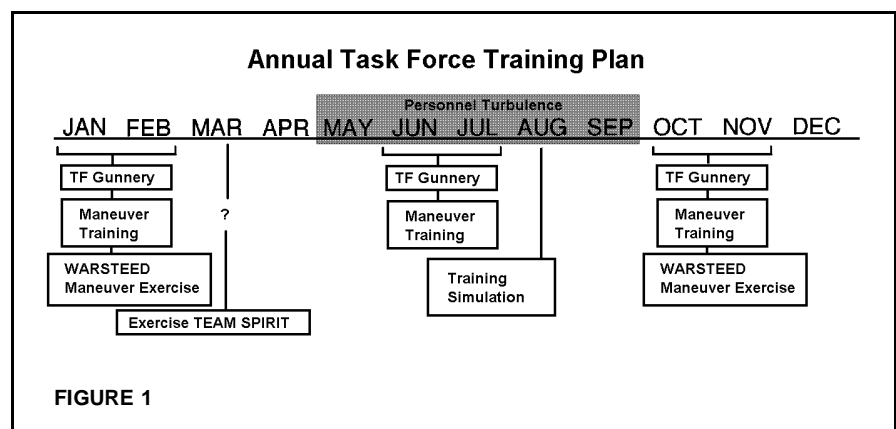 Annual Task Force Training Plan
Personnel Turbulence
JAN FEB MAR APR MAY JUN JUL AUG SEP OCT NOV DEC
TF Gunnery
Maneuver
Training
WARSTEED
Maneuver Exercise
?
Exercise TEAM SPIRIT
TF Gunnery
Maneuver
Training
Training
Simulation
TF Gunnery
Maneuver
Training
WARSTEED
Maneuver Exercise
FIGURE 1